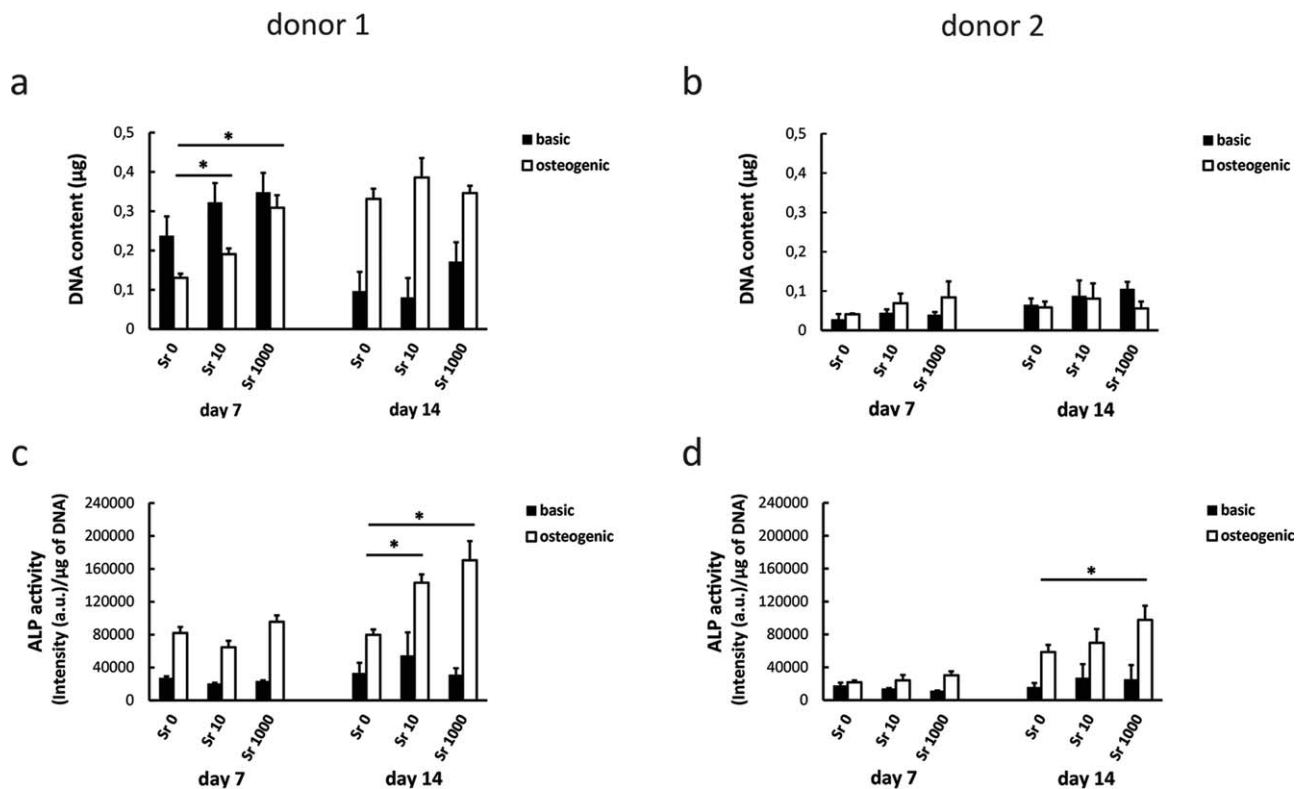 donor 1
donor 2
a
DNA content (µg)
0,5
0,4
0,3
0,2
0,1
0
*
*
basic
osteogenic
Sr 0
Sr 10
Sr 1000
Sr 0
Sr 10
Sr 1000
day 7
day 14
b
DNA content (µg)
0,5
0,4
0,3
0,2
0,1
0
basic
osteogenic
Sr 0
Sr 10
Sr 1000
Sr 0
Sr 10
Sr 1000
day 7
day 14
c
ALP activity
(Intensity (a.u.)/µg of DNA)
240000
200000
160000
120000
80000
40000
0
*
*
basic
osteogenic
Sr 0
Sr 10
Sr 1000
Sr 0
Sr 10
Sr 1000
day 7
day 14
d
ALP activity
(Intensity (a.u.)/µg of DNA)
240000
200000
160000
120000
80000
40000
0
*
basic
osteogenic
Sr 0
Sr 10
Sr 1000
Sr 0
Sr 10
Sr 1000
day 7
day 14